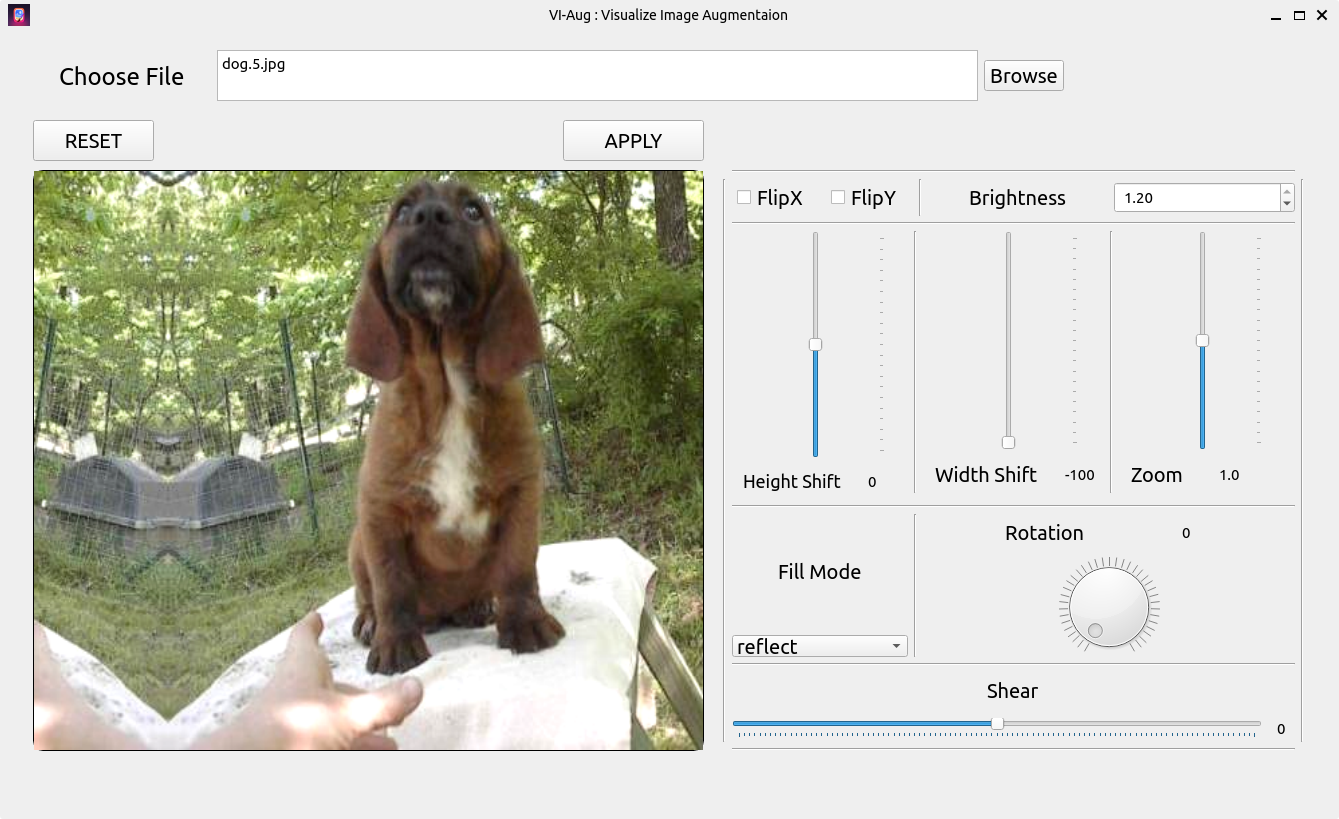 VI-Aug : Visualize Image Augmentaion
Choose File
dog.5.jpg
Browse
RESET
APPLY
FlipX
FlipY
Brightness
1.20
Height Shift 0
Width Shift -100
Zoom 1.0
Fill Mode
reflect
Rotation 0
Shear
0